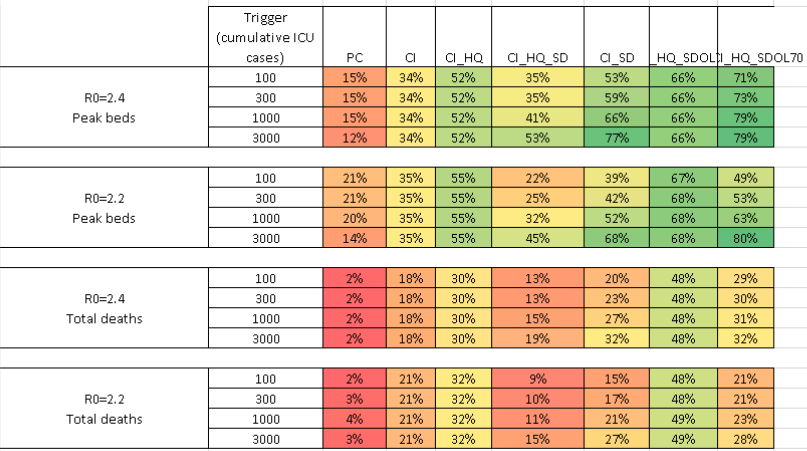 Trigger
(cumulative ICU
cases) PC CI CI_HQ CI_HQ_SD CI_SD _HQ_SDOL7 I_HQ_SDOL70
R0=2.4
Peak beds
100 15% 34% 52% 35% 53% 66% 71%
300 15% 34% 52% 35% 59% 66% 73%
1000 15% 34% 52% 41% 66% 66% 79%
3000 12% 34% 52% 53% 77% 66% 79%
R0=2.2
Peak beds
100 21% 35% 55% 22% 39% 67% 49%
300 21% 35% 55% 25% 42% 68% 53%
1000 20% 35% 55% 32% 52% 68% 63%
3000 14% 35% 55% 45% 68% 68% 80%
R0=2.4
Total deaths
100 2% 18% 30% 13% 20% 48% 29%
300 2% 18% 30% 13% 23% 48% 30%
1000 2% 18% 30% 15% 27% 48% 31%
3000 2% 18% 30% 19% 32% 48% 32%
R0=2.2
Total deaths
100 2% 21% 32% 9% 15% 48% 21%
300 3% 21% 32% 10% 17% 48% 21%
1000 4% 21% 32% 11% 21% 49% 23%
3000 3% 21% 32% 15% 27% 49% 28%